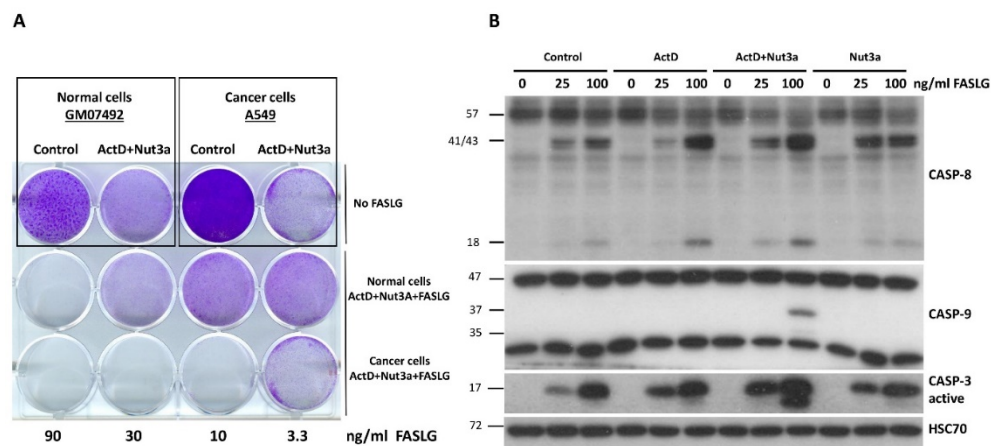 A
Normal cells
GM07492
Cancer cells
A549
Control
ActD+Nut3a
Control
ActD+Nut3a
No FASLG
Normal cells
ActD+Nut3A+FASLG
Cancer cells
ActD+Nut3a+FASLG
90 30 10 3.3 ng/ml FASLG
B
Control ActD ActD+Nut3a Nut3a
0 25 100 0 25 100 0 25 100 0 25 100 ng/ml FASLG
57
41/43
CASP-8
18
47
37
CASP-9
35
17
CASP-3
active
72
HSC70